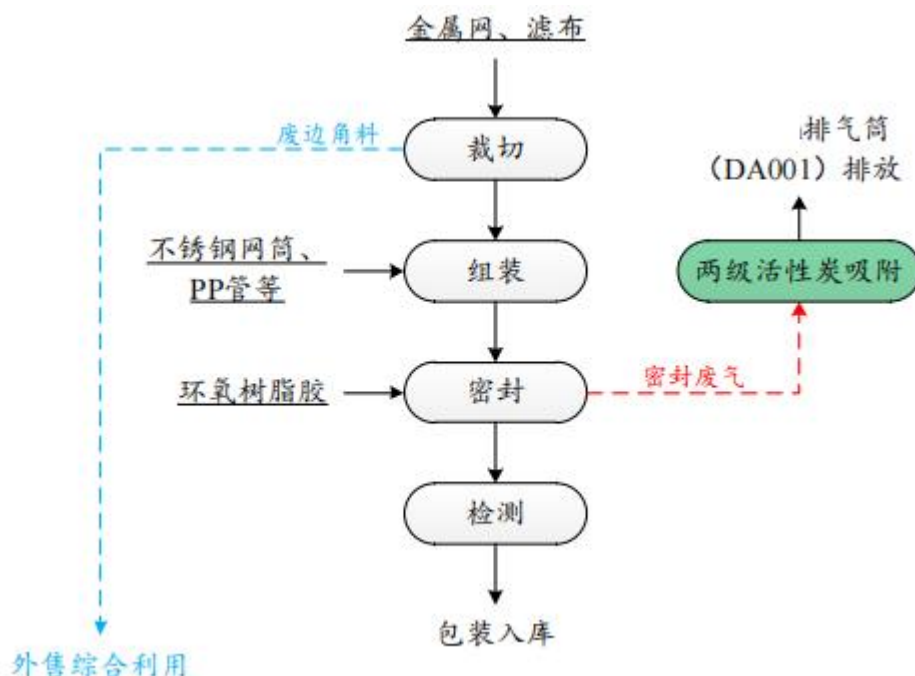 金属网、滤布
废边角料
裁切
排气筒
（DA001）排放
不锈钢网筒、
PP管等
组装
两级活性炭吸附
环氧树脂胶
密封
密封废气
检测
包装入库
外售综合利用